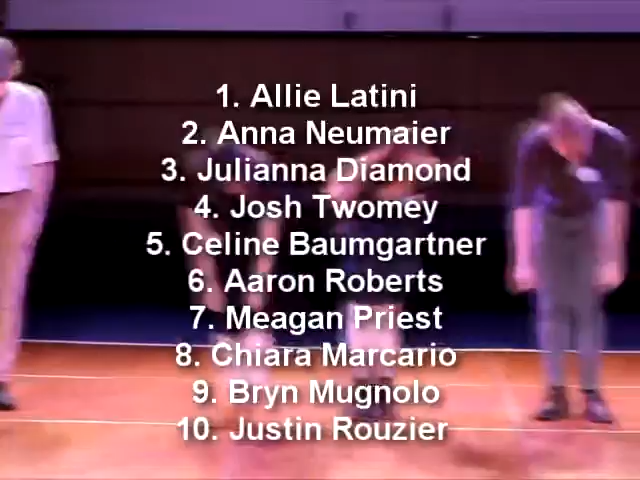 1. Allie Latini
2. Anna Neumaier
3. Julianna Diamond
4. Josh Twomey
5. Celine Baumgartner
6. Aaron Roberts
7. Meagan Priest
8. Chiara Marcario
9. Bryn Mugnolo
10. Justin Rouzier